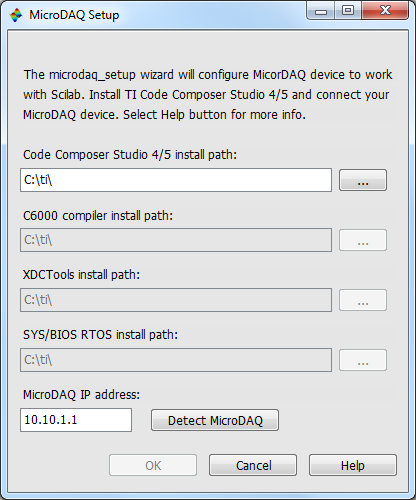 MicroDAQ Setup
The microdaq_setup wizard will configure MicorDAQ device to work
with Scilab. Install TI Code Composer Studio 4/5 and connect your
MicroDAQ device. Select Help button for more info.
Code Composer Studio 4/5 install path:
C:\ti\ ...
C6000 compiler install path:
C:\ti\ ...
XDCTools install path:
C:\ti\ ...
SYS/BIOS RTOS install path:
C:\ti\ ...
MicroDAQ IP address:
10.10.1.1 Detect MicroDAQ
OK Cancel Help